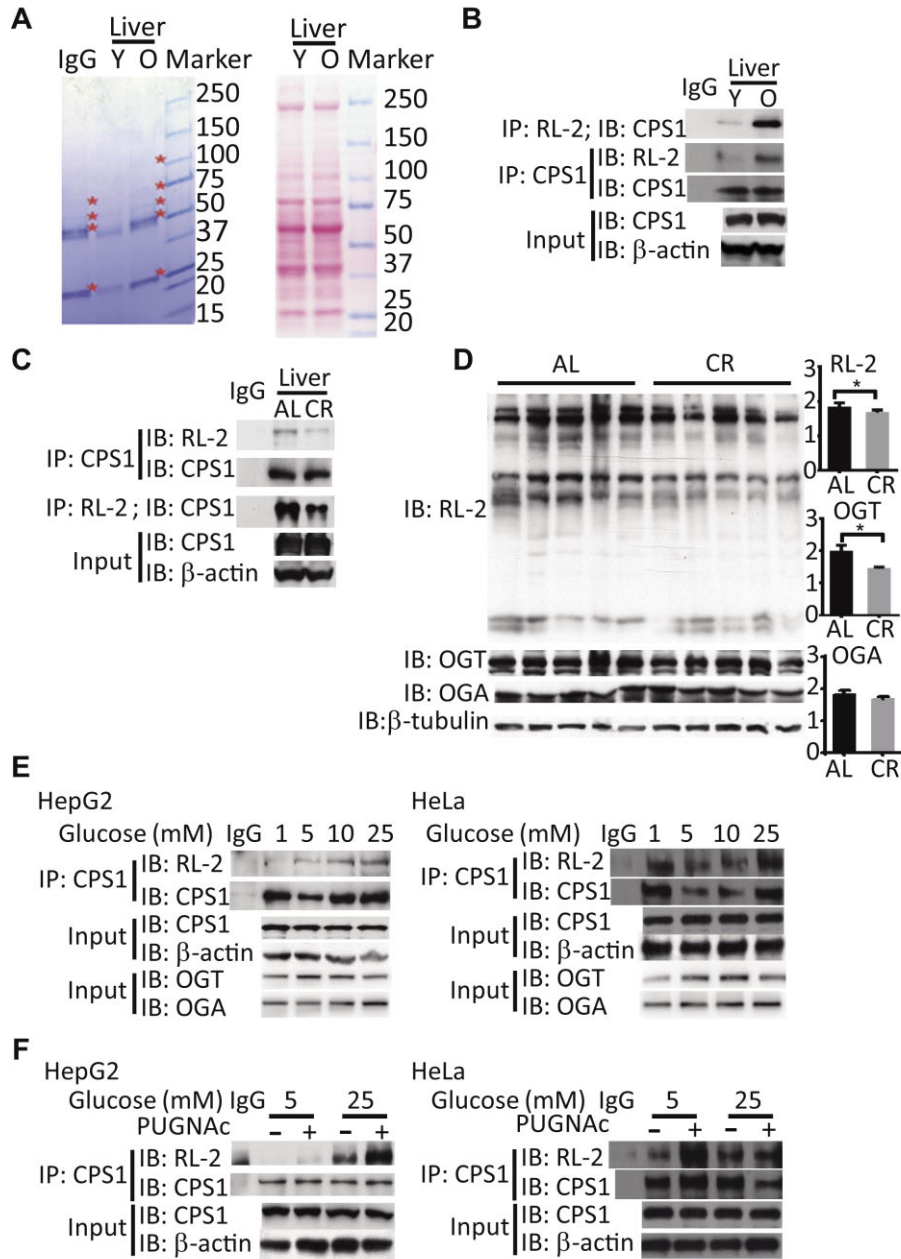 A
Liver
IgG Y O Marker
250
150
100
75
50
37
25
20
15
Liver
Y O Marker
250
150
100
75
50
37
25
20
B
IgG Liver
Y O
IP: RL-2; IB: CPS1
IP: CPS1
IB: RL-2
IB: CPS1
Input
IB: CPS1
IB: β-actin
C
IgG Liver
AL CR
IP: CPS1
IB: RL-2
IB: CPS1
IP: RL-2 ; IB: CPS1
Input
IB: CPS1
IB: β-actin
D
AL CR
IB: RL-2
IB: OGT
IB: OGA
IB:β-tubulin
RL-2
3
2
1
0
*
AL CR
OGT
3
2
1
0
*
AL CR
OGA
3
2
1
0
AL CR
E
HepG2
Glucose (mM) IgG 1 5 10 25
IP: CPS1
IB: RL-2
IB: CPS1
Input
IB: CPS1
IB: β-actin
Input
IB: OGT
IB: OGA
HeLa
Glucose (mM) IgG 1 5 10 25
IP: CPS1
IB: RL-2
IB: CPS1
Input
IB: CPS1
IB: β-actin
Input
IB: OGT
IB: OGA
F
HepG2
Glucose (mM) IgG 5 25
PUGNAc − + − +
IP: CPS1
IB: RL-2
IB: CPS1
Input
IB: CPS1
IB: β-actin
HeLa
Glucose (mM) IgG 5 25
PUGNAc − + − +
IP: CPS1
IB: RL-2
IB: CPS1
Input
IB: CPS1
IB: β-actin